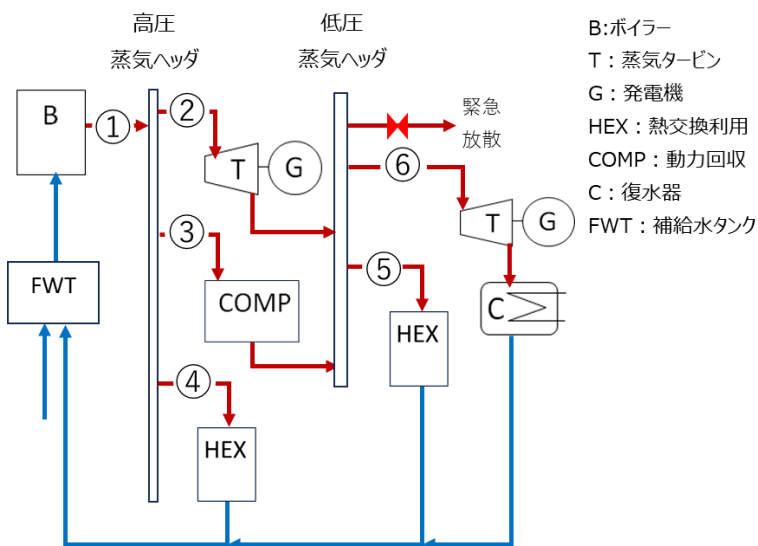 高圧
蒸気ヘッダ
低圧
蒸気ヘッダ
B:ボイラー
T：蒸気タービン
G：発電機
HEX：熱交換利用
COMP：動力回収
C：復水器
FWT：補給水タンク
B
①
②
T
G
緊急
放散
⑥
T
G
③
COMP
⑤
HEX
C
FWT
④
HEX